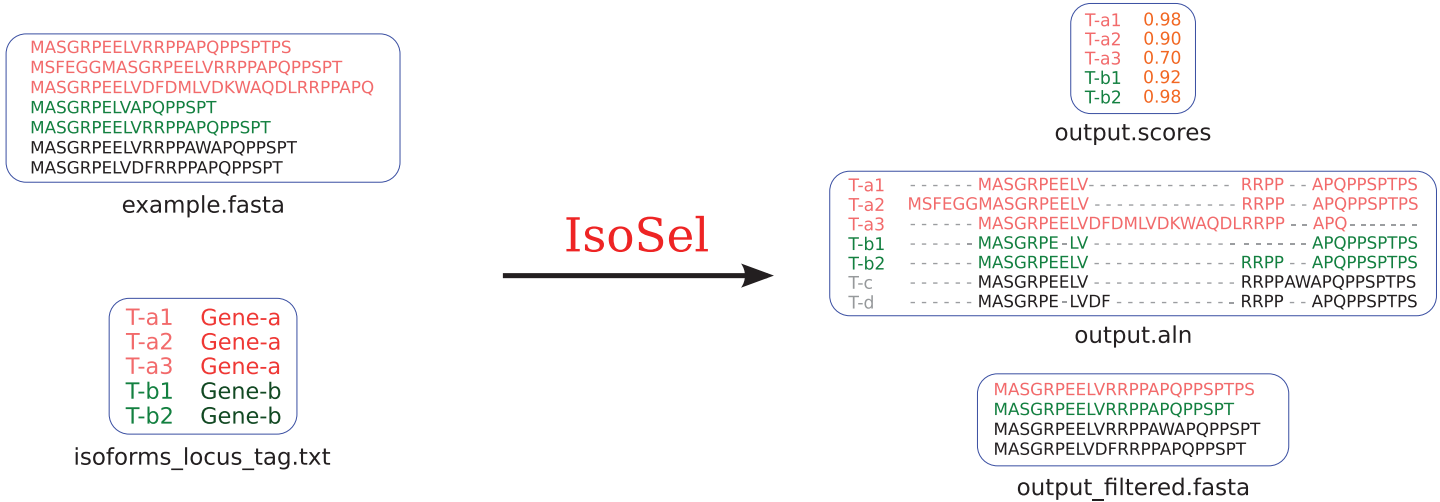 MASGRPEELVRRPPAPQPPSPTPS
MSFEGGMASGRPEELVRRPPAPQPPSPT
MASGRPEELVDFDMLVDKWAQDLRRPPAPQ
MASGRPELVAPQPPSPT
MASGRPEELVRRPPAPQPPSPT
MASGRPEELVRRPPAWAPQPPSPT
MASGRPELVDFRRPPAPQPPSPT
example.fasta
T-a1 Gene-a
T-a2 Gene-a
T-a3 Gene-a
T-b1 Gene-b
T-b2 Gene-b
isoforms_locus_tag.txt
IsoSel
T-a1 0.98
T-a2 0.90
T-a3 0.70
T-b1 0.92
T-b2 0.98
output.scores
T-a1 ------MASGRPEELV-------------RRPP--APQPPSPTPS
T-a2 MSFEGGMASGRPEELV-------------RRPP--APQPPSPTPS
T-a3 ------MASGRPEELVDFDMLVDKWAQDLRRPP--APQ-------
T-b1 ------MASGRPE-LV-------------------APQPPSPTPS
T-b2 ------MASGRPEELV-------------RRPP--APQPPSPTPS
T-c ------MASGRPEELV-------------RRPPAWAPQPPSPTPS
T-d ------MASGRPE-LVDF-----------RRPP--APQPPSPTPS
output.aln
MASGRPEELVRRPPAPQPPSPTPS
MASGRPEELVRRPPAPQPPSPT
MASGRPEELVRRPPAWAPQPPSPT
MASGRPELVDFRRPPAPQPPSPT
output_filtered.fasta